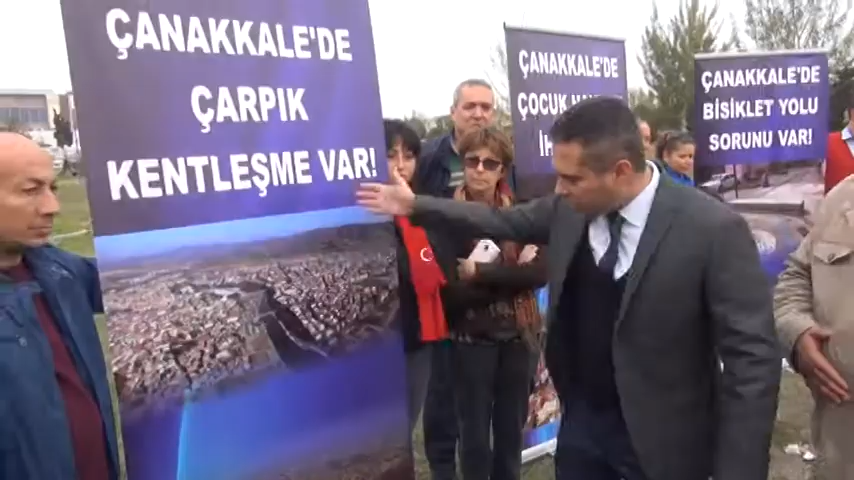 ÇANAKKALE'DE
ÇARPIK
KENTLEŞME VAR!
ÇANAKKALE'DE
ÇOCUK
ÇANAKKALE'DE
BİSİKLET YOLU
SORUNU VAR!